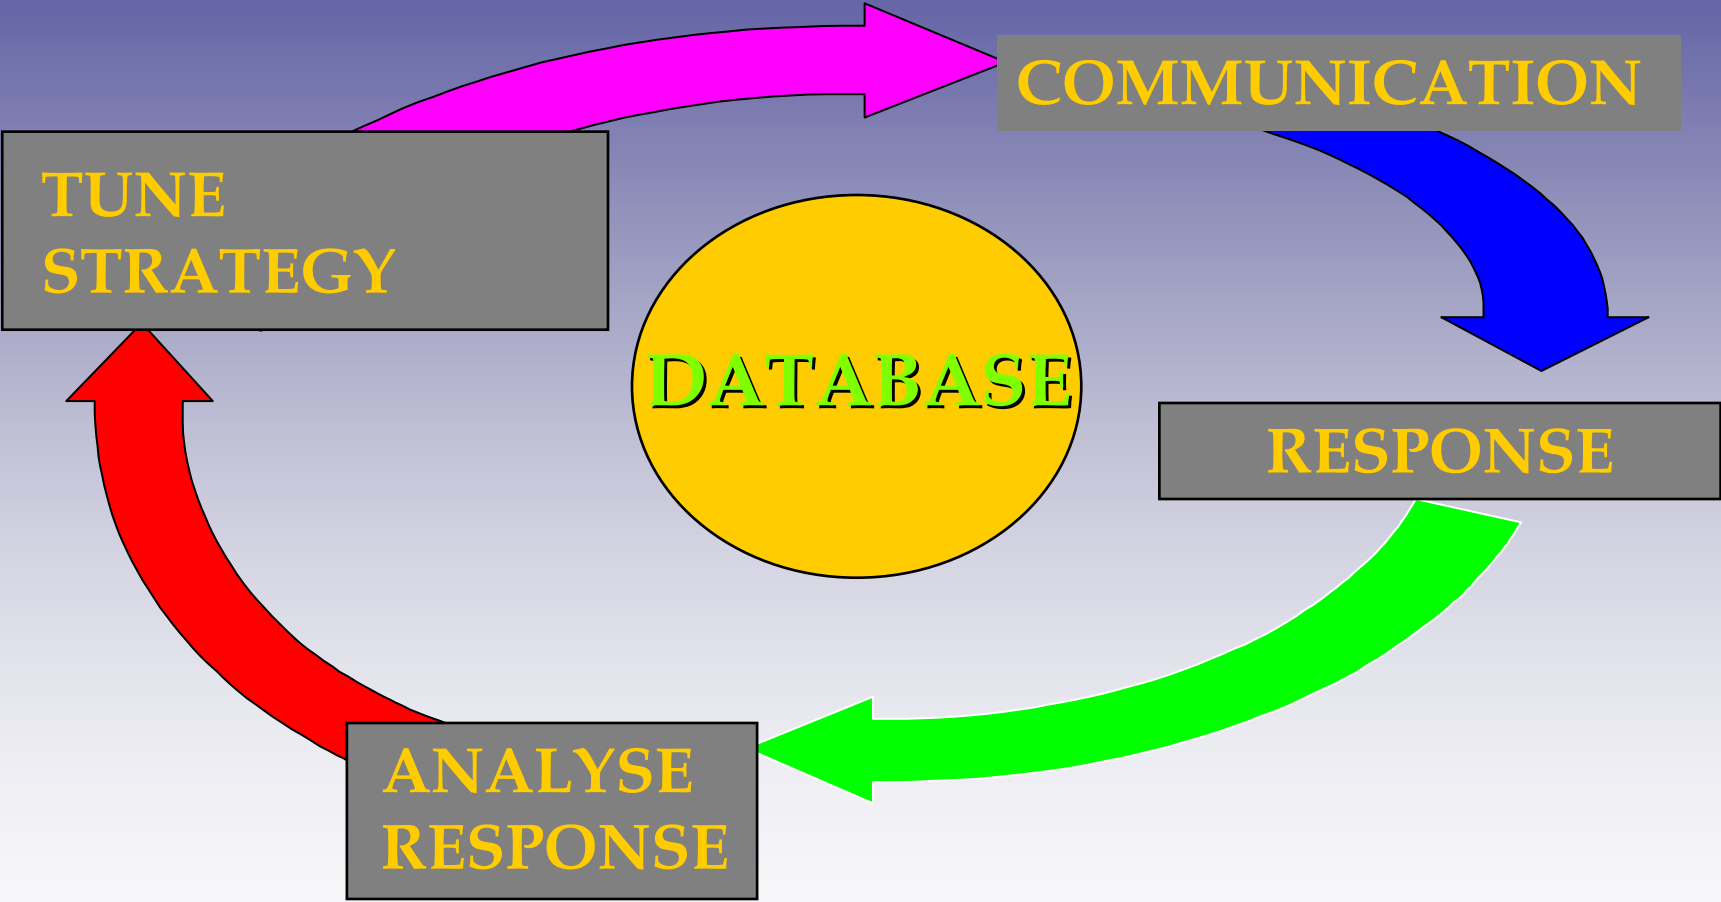 COMMUNICATION
TUNE
STRATEGY
DATABASE
RESPONSE
ANALYSE
RESPONSE